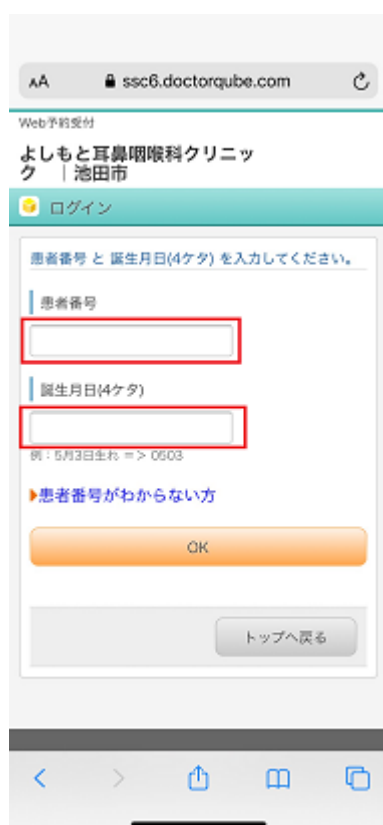 AA ssc6.doctorqube.com
Web予約受付
よしもと耳鼻咽喉科クリニッ
ク ｜池田市
ログイン
患者番号 と 誕生月日(4ケタ) を入力してください。
患者番号
誕生月日(4ケタ)
例：5月3日生れ => 0503
患者番号がわからない方
OK
トップへ戻る